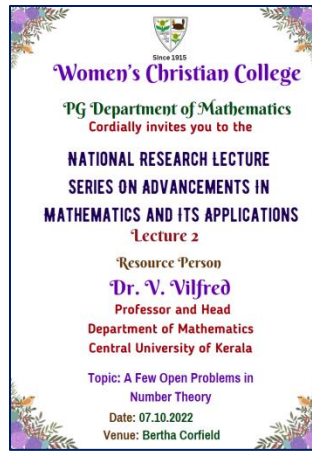 Since 1915
Women's Christian College
PG Department of Mathematics
Cordially invites you to the
NATIONAL RESEARCH LECTURE
SERIES ON ADVANCEMENTS IN
MATHEMATICS AND ITS APPLICATIONS
Lecture 2
Resource Person
Dr. V. Vilfred
Professor and Head
Department of Mathematics
Central University of Kerala
Topic: A Few Open Problems in
Number Theory
Date: 07.10.2022
Venue: Bertha Corfield